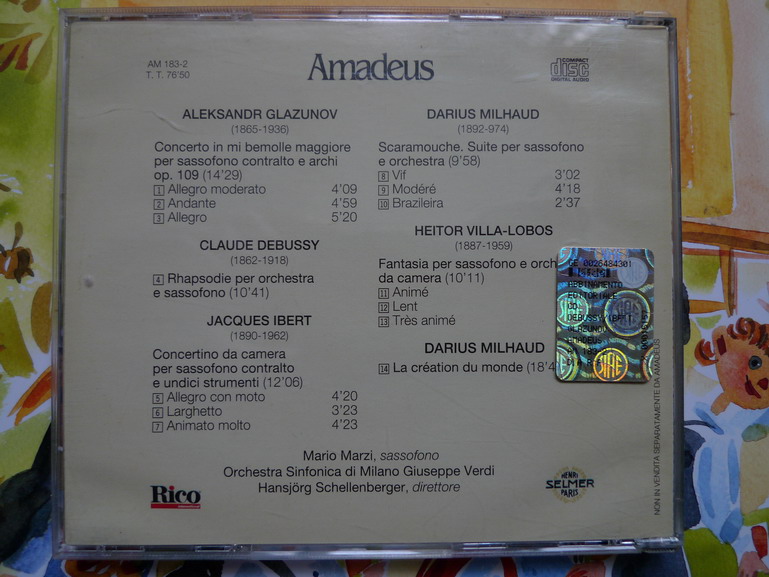 AM 183-2
T. T. 76'50
Amadeus
COMPACT
disc
DIGITAL AUDIO
ALEKSANDR GLAZUNOV
(1865-1936)
Concerto in mi bemolle maggiore
per sassofono contralto e archi
op. 109 (14'29)
1 Allegro moderato 4'09
2 Andante 4'59
3 Allegro 5'20
CLAUDE DEBUSSY
(1862-1918)
4 Rhapsodie per orchestra
e sassofono (10'41)
JACQUES IBERT
(1890-1962)
Concertino da camera
per sassofono contralto
e undici strumenti (12'06)
5 Allegro con moto 4'20
6 Larghetto 3'23
7 Animato molto 4'23
DARIUS MILHAUD
(1892-974)
Scaramouche. Suite per sassofono
e orchestra (9'58)
8 Vif 3'02
9 Modéré 4'18
10 Brazileira 2'37
HEITOR VILLA-LOBOS
(1887-1959)
Fantasia per sassofono e orch
da camera (10'11)
11 Animé
12 Lent
13 Très animé
DARIUS MILHAUD
14 La création du monde (18'4
GE 0026484301
ABBINAMENTO
EDITORIALE
GLAZUNOV
AMADEUS
SIAE
Mario Marzi, sassofono
Orchestra Sinfonica di Milano Giuseppe Verdi
Hansjörg Schellenberger, direttore
Rico
HENRI
SELMER
PARIS
NON IN VENDITA SEPARATAMENTE DA AMADEUS